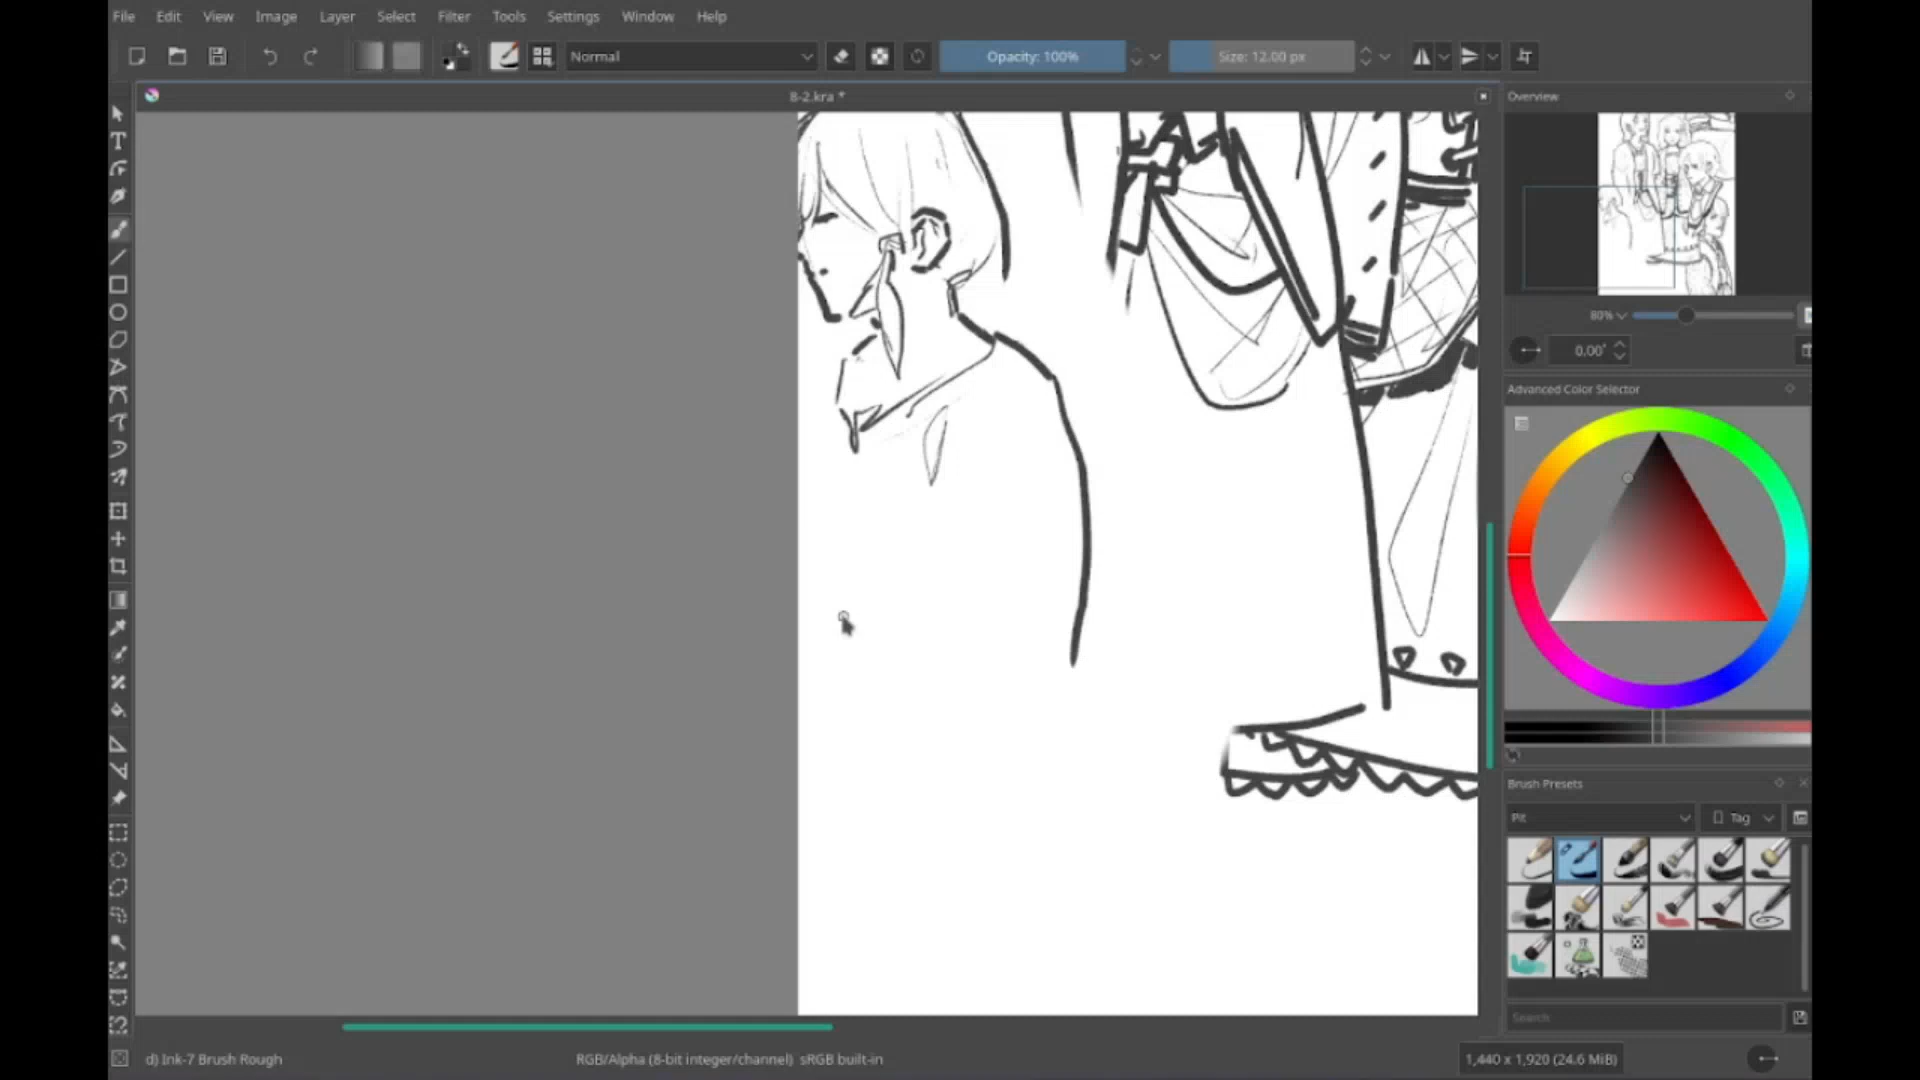 File Edit View Image Layer Select Filter Tools Settings Window Help
Normal
Opacity: 100%
Size: 12.00 px
8-2.kra *
Overview
80%
0.00°
Advanced Color Selector
Brush Presets
Pit
Tag
Search
d) Ink-7 Brush Rough
RGB/Alpha (8-bit integer/channel) sRGB built-in
1,440 x 1,920 (24.6 MiB)